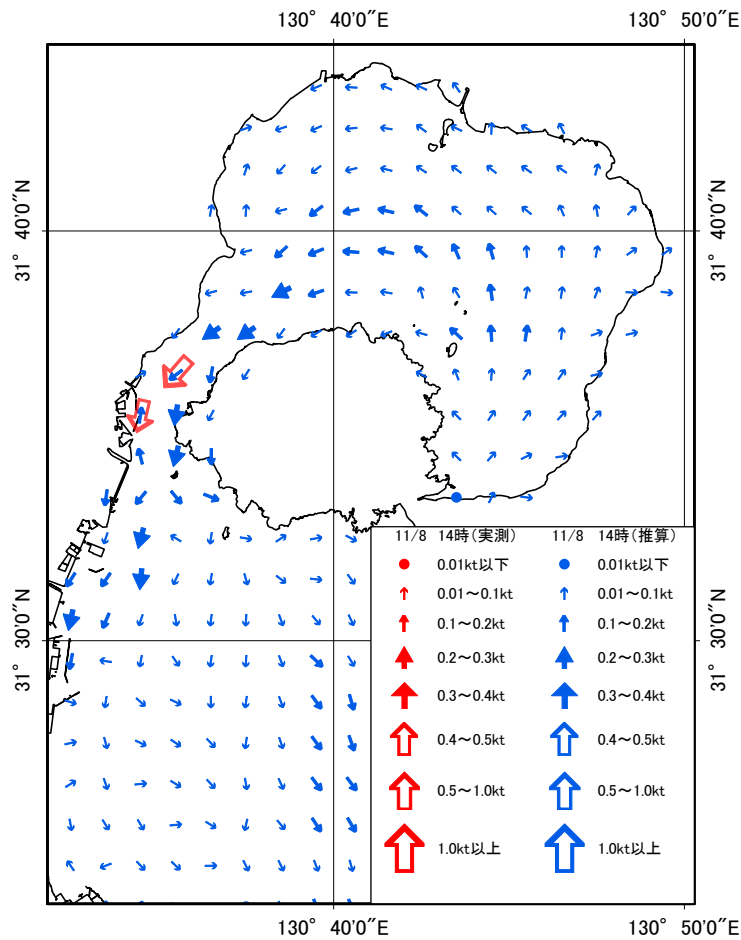 130° 40'0"E
130° 50'0"E
31° 40'0"N
31° 40'0"N
31° 30'0"N
31° 30'0"N
11/8 14時(実測)
0.01kt以下
0.01～0.1kt
0.1～0.2kt
0.2～0.3kt
0.3～0.4kt
0.4～0.5kt
0.5～1.0kt
1.0kt以上
11/8 14時(推算)
0.01kt以下
0.01～0.1kt
0.1～0.2kt
0.2～0.3kt
0.3～0.4kt
0.4～0.5kt
0.5～1.0kt
1.0kt以上
130° 40'0"E
130° 50'0"E